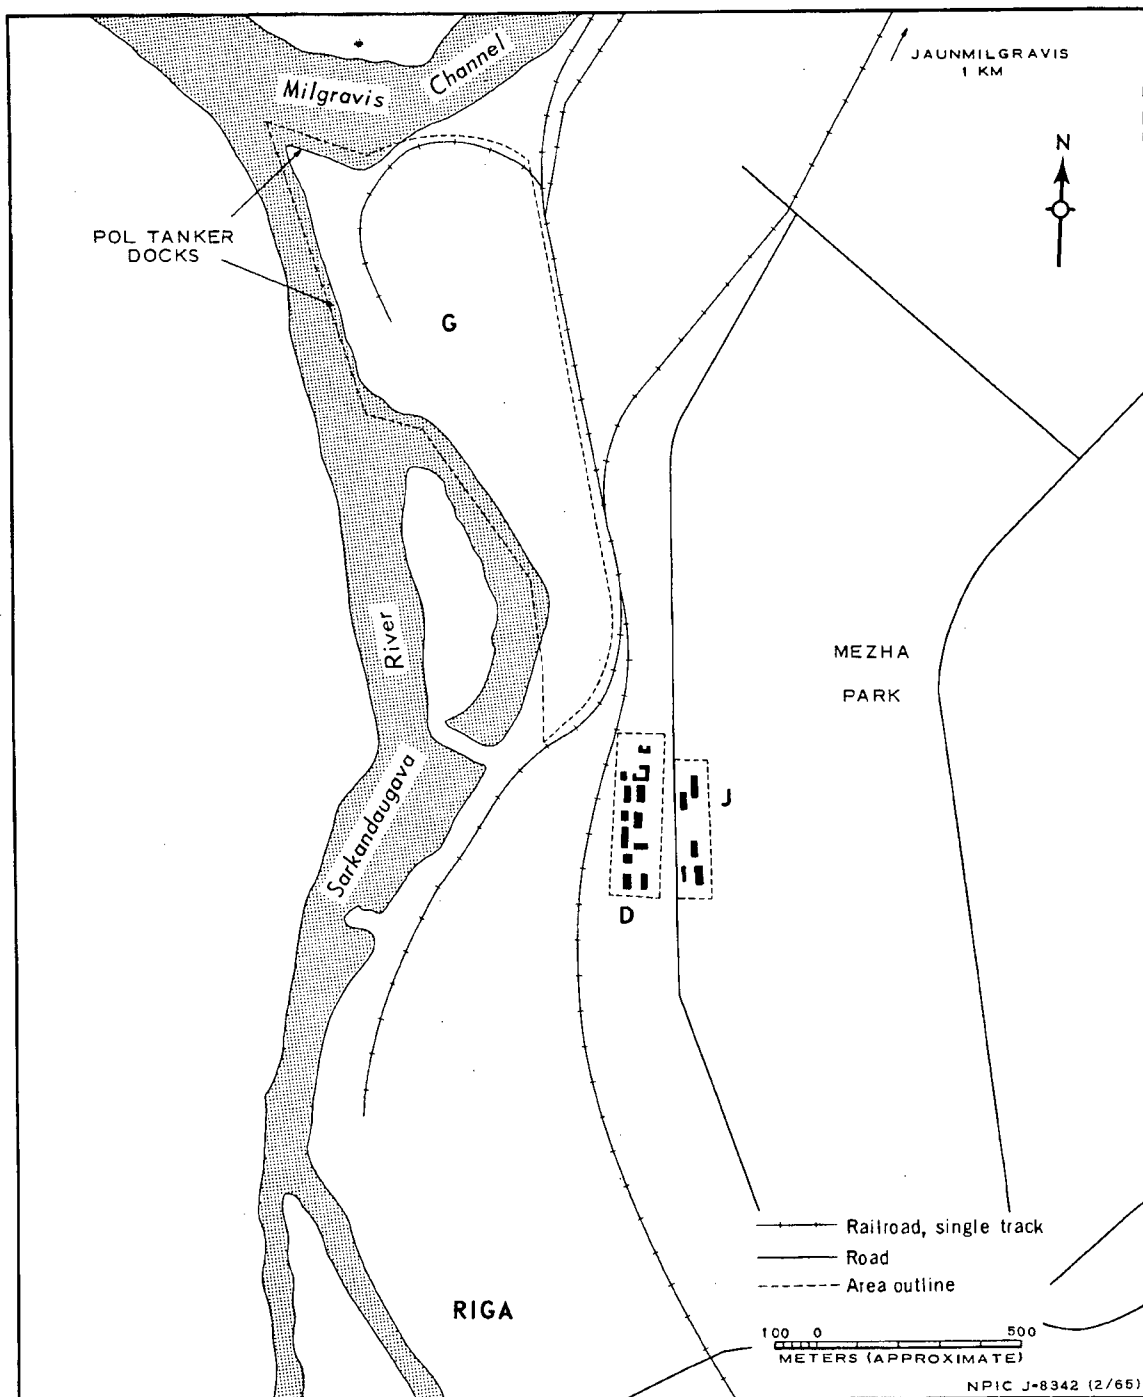 Milgravis Channel
JAUNMILGRAVIS
1 KM
N
POL TANKER
DOCKS
G
River
MEZHA
PARK
Sarkandaugava
J
D
Railroad, single track
Road
Area outline
RIGA
100 0 500
METERS (APPROXIMATE)
NPIC J-8342 (2/65)